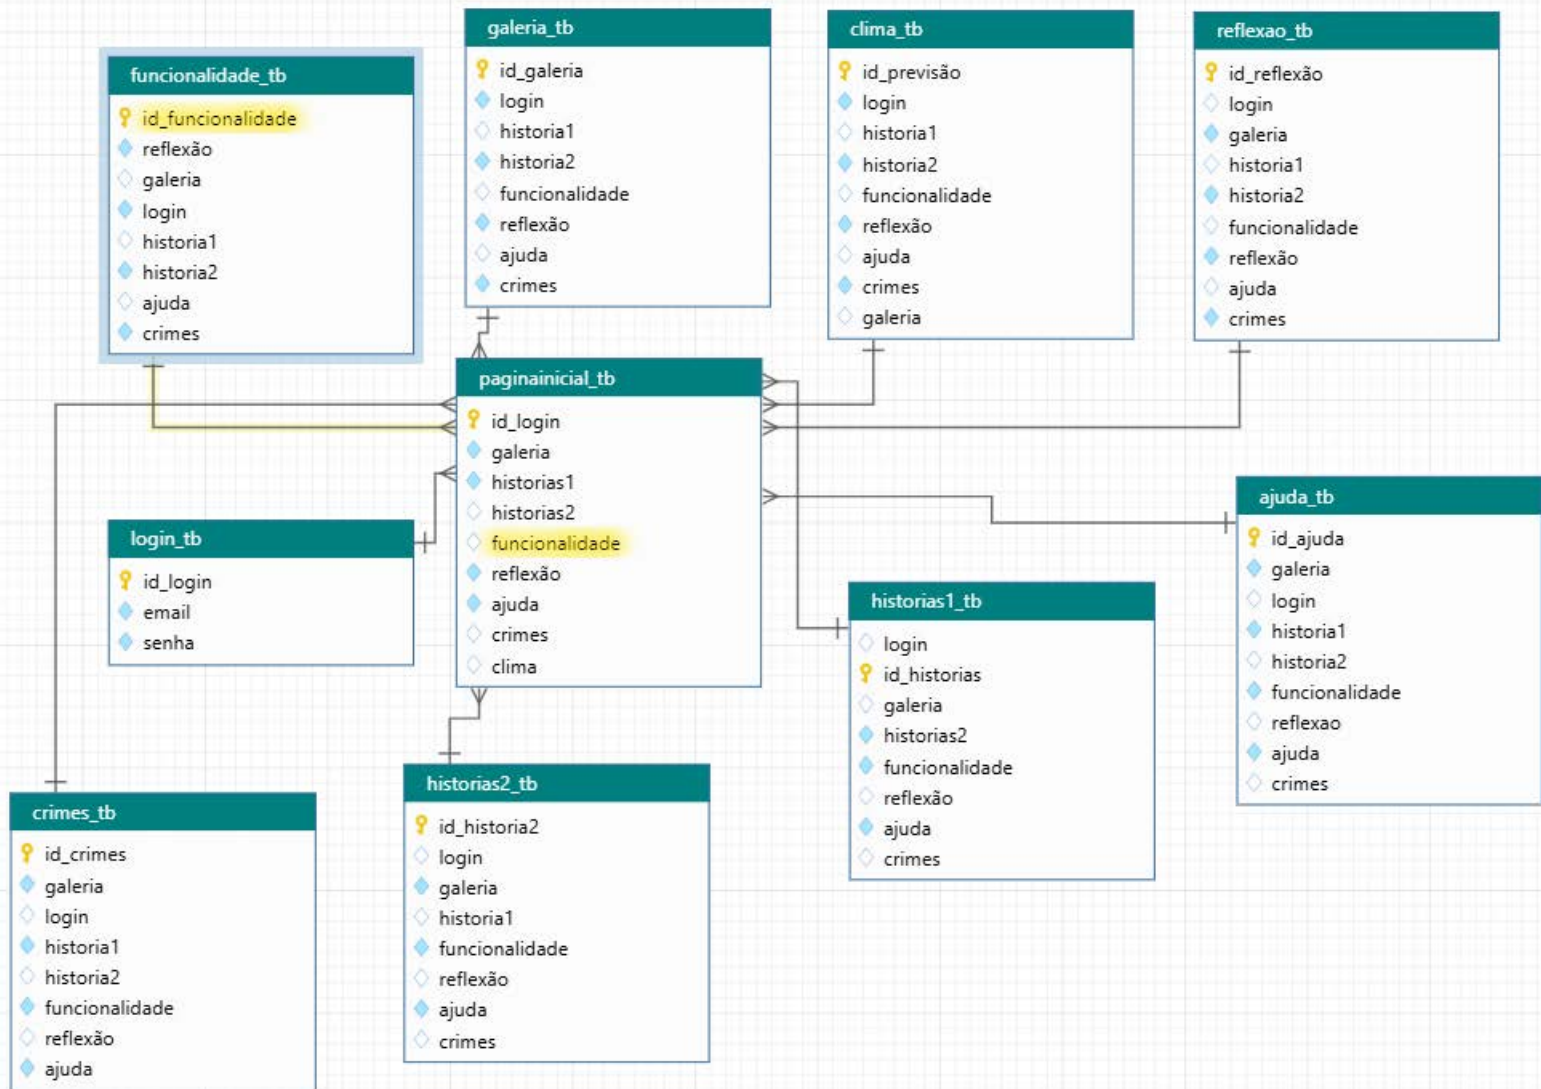 funcionalidade_tb
id_funcionalidade
reflexão
galeria
login
historia1
historia2
ajuda
crimes
galeria_tb
id_galeria
login
historia1
historia2
funcionalidade
reflexão
ajuda
crimes
clima_tb
id_previsão
login
historia1
historia2
funcionalidade
reflexão
ajuda
crimes
galeria
reflexao_tb
id_reflexão
login
galeria
historia1
historia2
funcionalidade
reflexão
ajuda
crimes
paginainicial_tb
id_login
galeria
historias1
historias2
funcionalidade
reflexão
ajuda
crimes
clima
login_tb
id_login
email
senha
ajuda_tb
id_ajuda
galeria
login
historia1
historia2
funcionalidade
reflexao
ajuda
crimes
historias1_tb
login
id_historias
galeria
historias2
funcionalidade
reflexão
ajuda
crimes
historias2_tb
id_historia2
login
galeria
historia1
funcionalidade
reflexão
ajuda
crimes
crimes_tb
id_crimes
galeria
login
historia1
historia2
funcionalidade
reflexão
ajuda